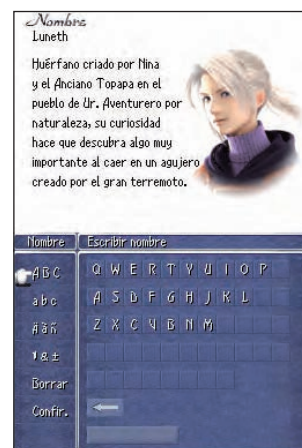 Nombre
Luneth
Huérfano criado por Nina
y el Anciano Topapa en el
pueblo de Ur. Aventurero por
naturaleza, su curiosidad
hace que descubra algo muy
importante al caer en un agujero
creado por el gran terremoto.
Nombre Escribir nombre
ABC Q W E R T Y U I O P
abc A S D F G H J K L
Äãñ Z X C V B N M
1&±
Borrar
Confir.